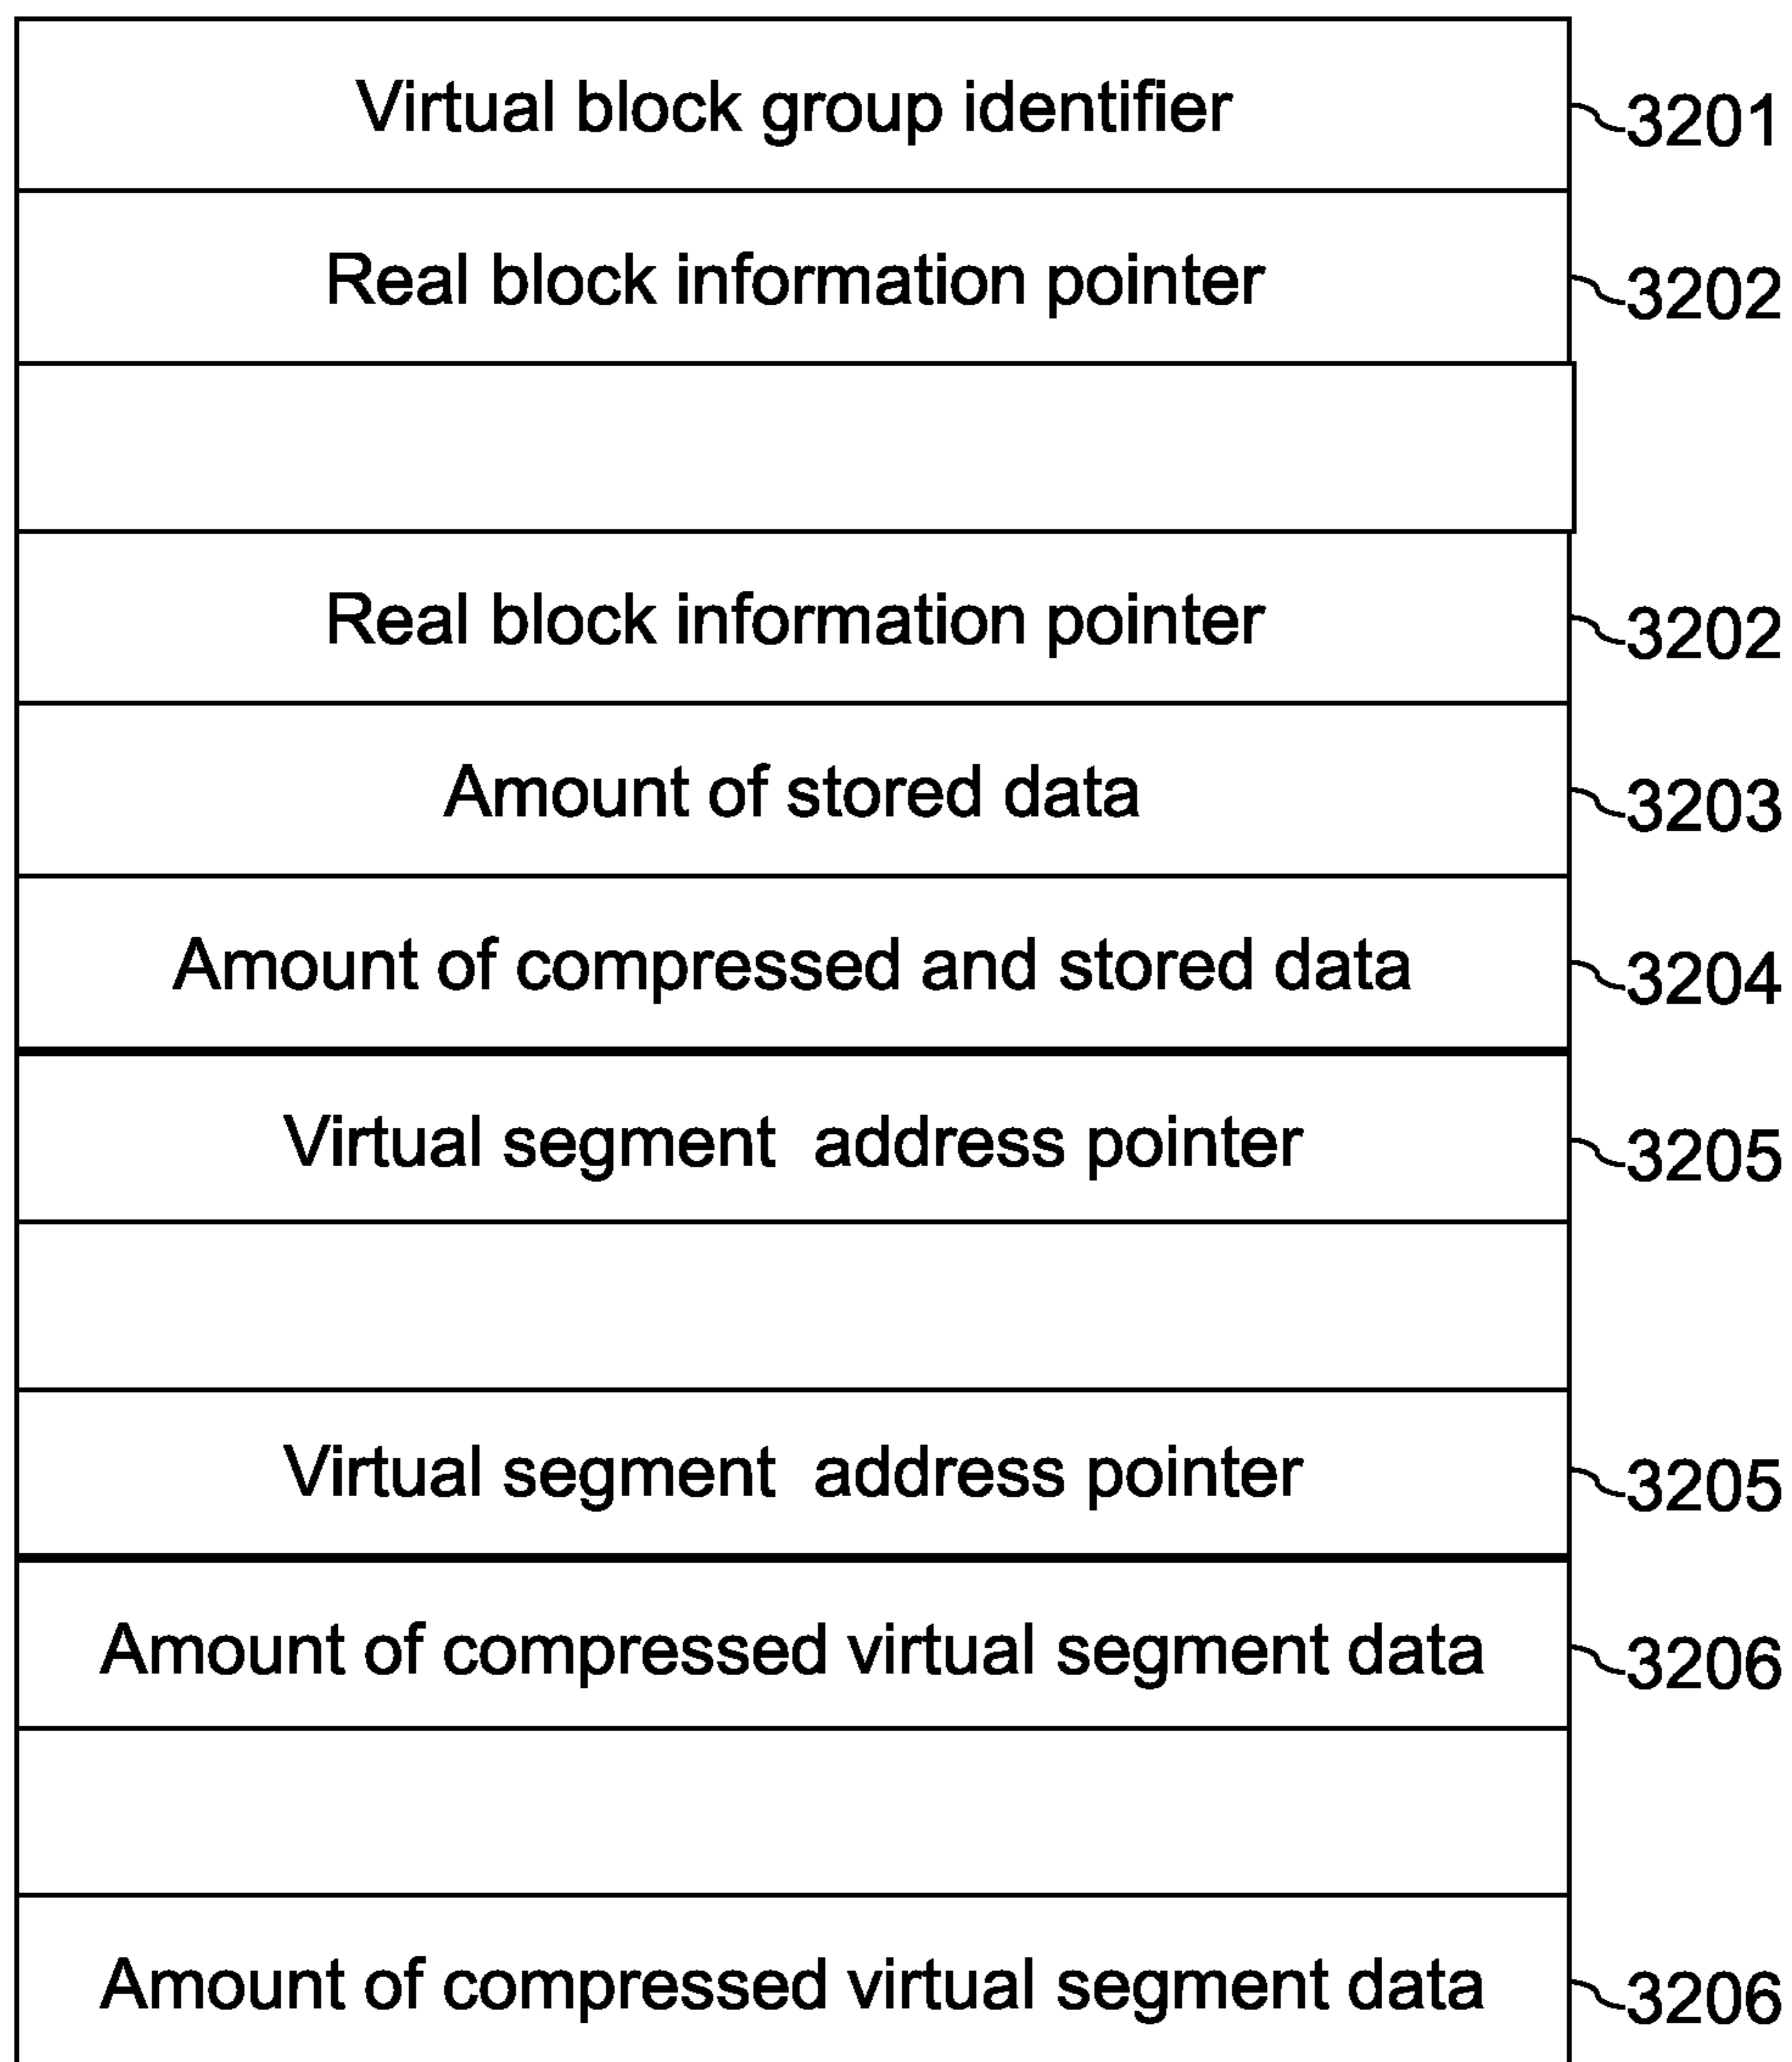 Virtual block group identifier 3201
Real block information pointer 3202
Real block information pointer 3202
Amount of stored data 3203
Amount of compressed and stored data 3204
Virtual segment address pointer 3205
Virtual segment address pointer 3205
Amount of compressed virtual segment data 3206
Amount of compressed virtual segment data 3206